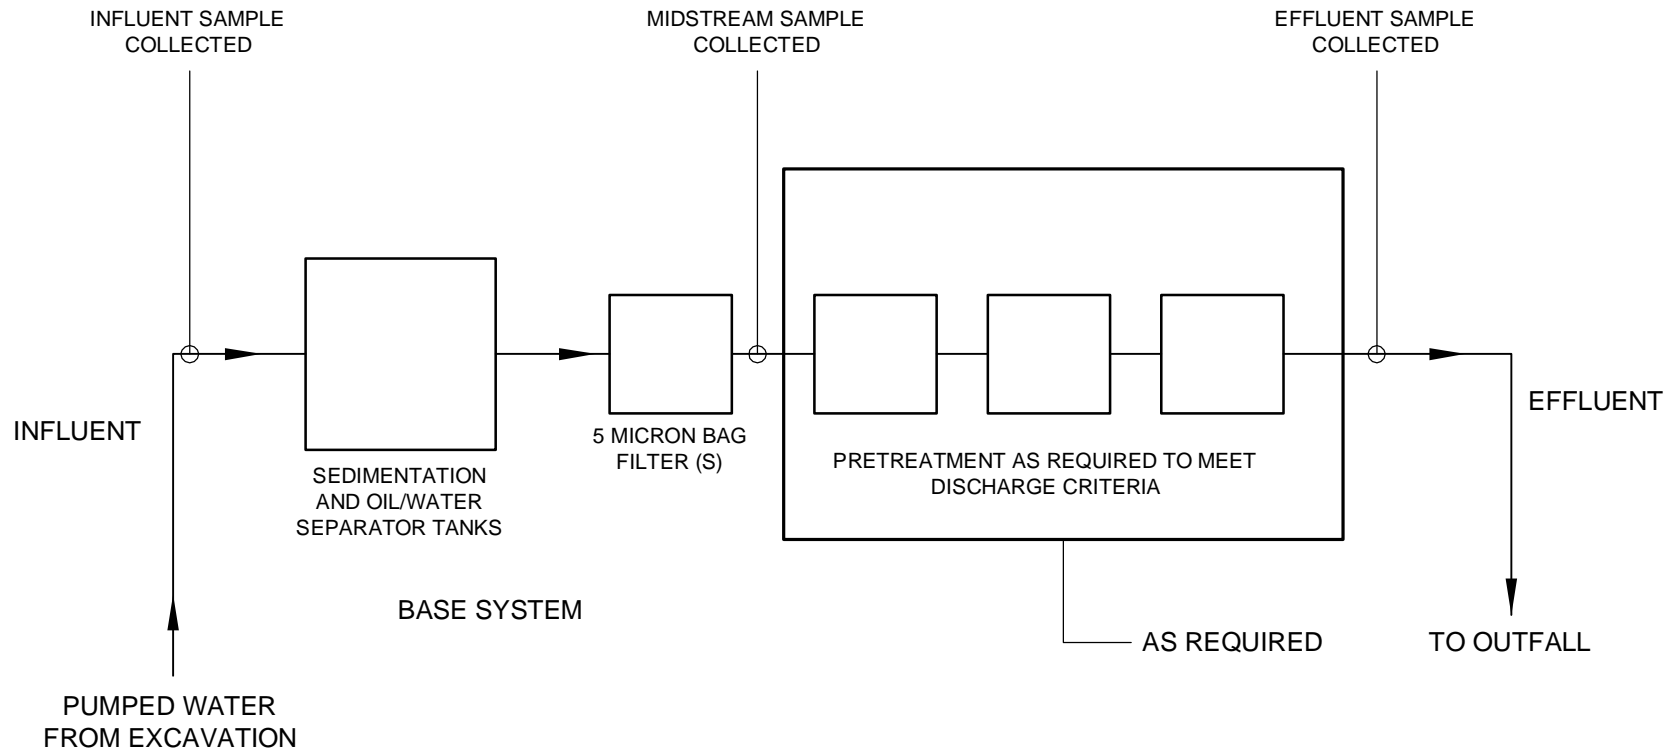 INFLUENT SAMPLE
COLLECTED
MIDSTREAM SAMPLE
COLLECTED
EFFLUENT SAMPLE
COLLECTED
INFLUENT
EFFLUENT
5 MICRON BAG
FILTER (S)
SEDIMENTATION
AND OIL/WATER
SEPARATOR TANKS
PRETREATMENT AS REQUIRED TO MEET
DISCHARGE CRITERIA
BASE SYSTEM
AS REQUIRED
TO OUTFALL
PUMPED WATER
FROM EXCAVATION